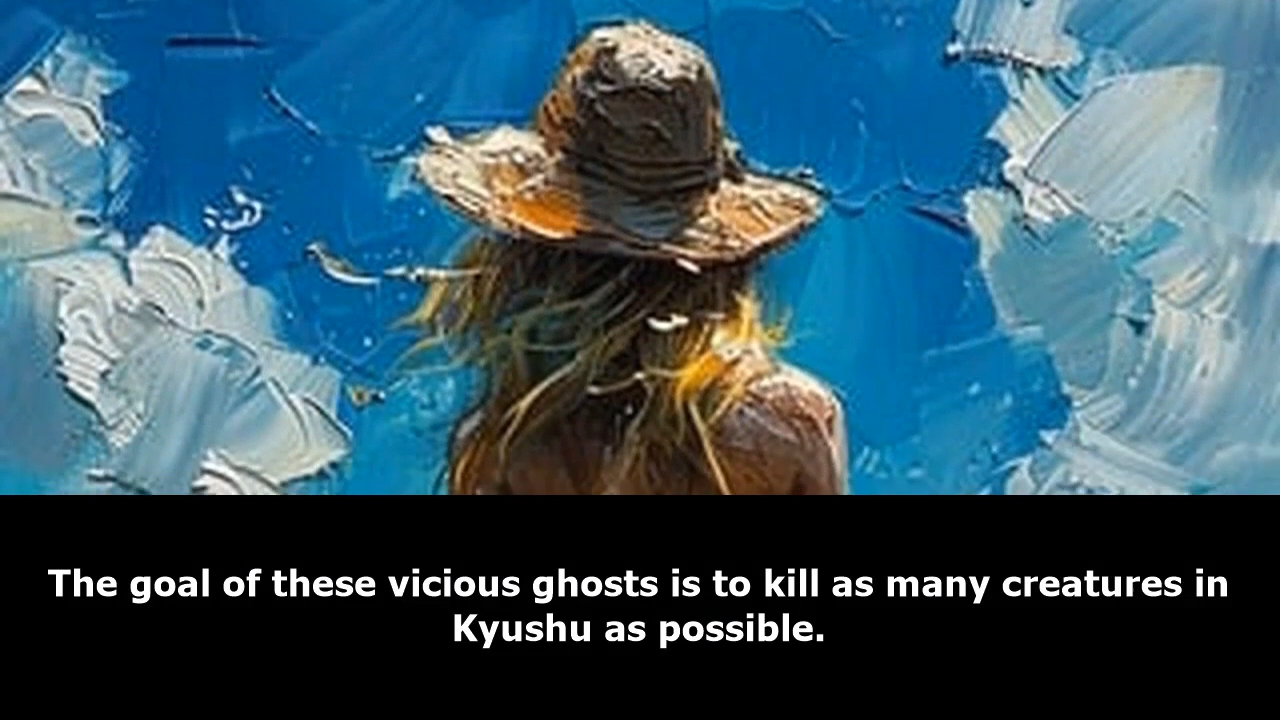 The goal of these vicious ghosts is to kill as many creatures in
Kyushu as possible.